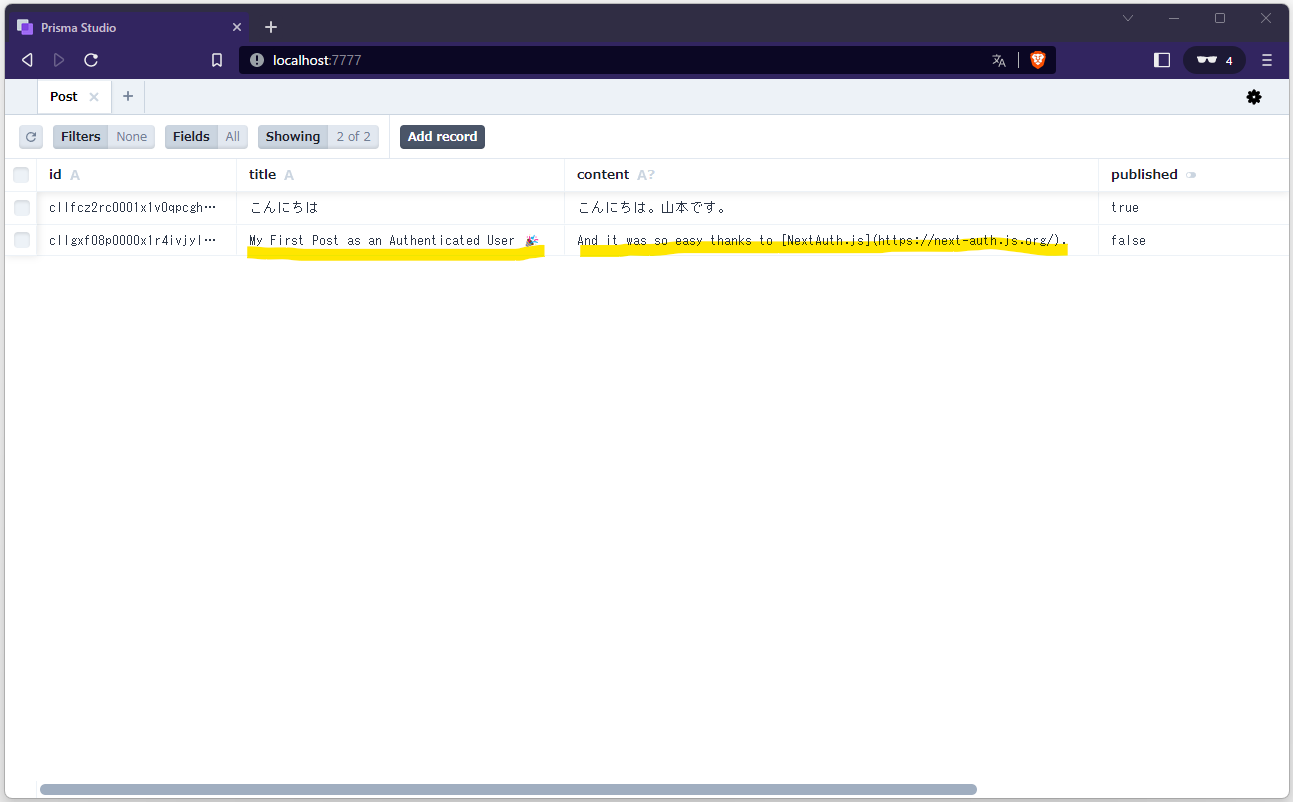 Prisma Studio
localhost:7777
4
Post
Filters None Fields All Showing 2 of 2 Add record
id A title A content A? published
cllfcz2rc0001x1v0qpcgh… こんにちは こんにちは。山本です。 true
cllgxf08p0000x1r4ivjyl… My First Post as an Authenticated User 🎉 And it was so easy thanks to [NextAuth.js](https://next-auth.js.org/). false